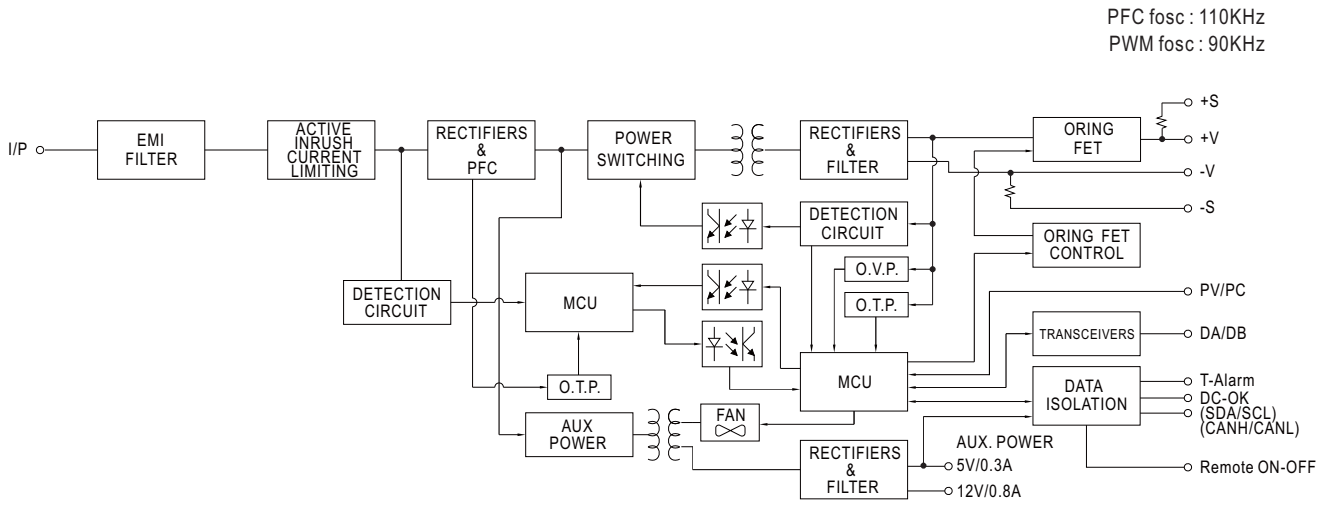 PFC fosc : 110KHz
PWM fosc : 90KHz
I/P
EMI
FILTER
ACTIVE
INRUSH
CURRENT
LIMITING
RECTIFIERS
&
PFC
POWER
SWITCHING
RECTIFIERS
&
FILTER
ORING
FET
+S
+V
-V
-S
DETECTION
CIRCUIT
ORING FET
CONTROL
O.V.P.
O.T.P.
DETECTION
CIRCUIT
MCU
PV/PC
TRANSCEIVERS
DA/DB
MCU
O.T.P.
DATA
ISOLATION
T-Alarm
DC-OK
(SDA/SCL)
(CANH/CANL)
AUX
POWER
FAN
RECTIFIERS
&
FILTER
AUX. POWER
5V/0.3A
12V/0.8A
Remote ON-OFF